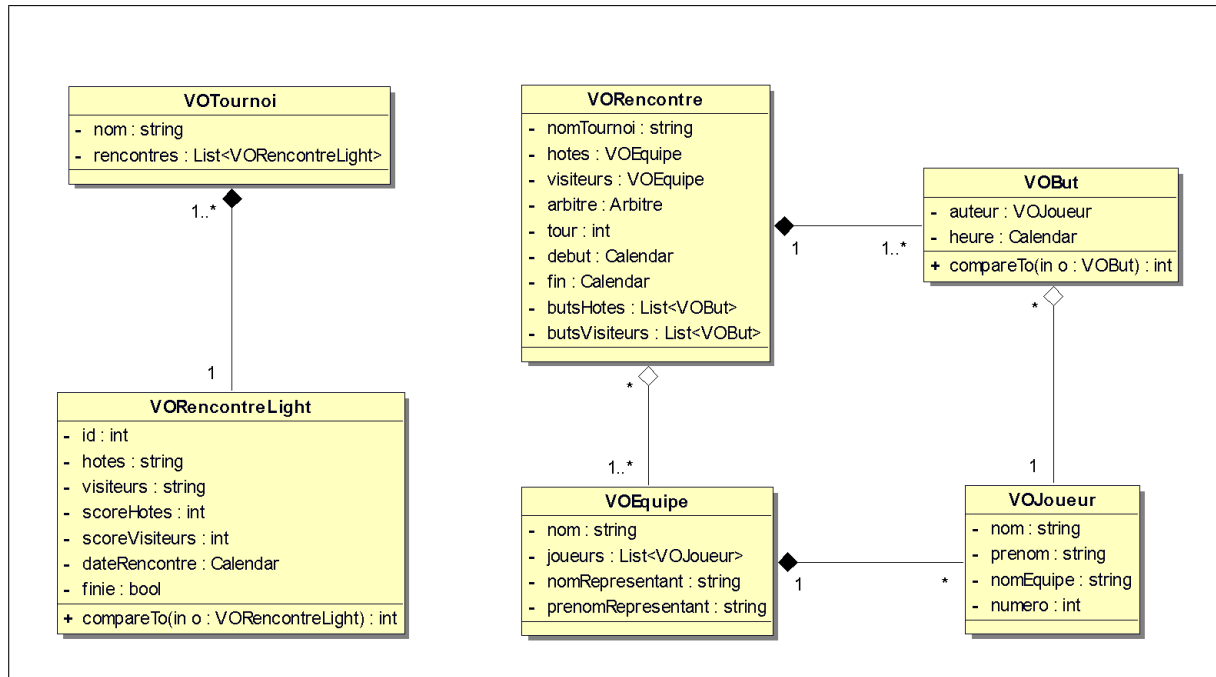 VOTournoi
- nom : string
- rencontres : List<VORencontreLight>
1..*
1
VORencontreLight
- id : int
- hotes : string
- visiteurs : string
- scoreHotes : int
- scoreVisiteurs : int
- dateRencontre : Calendar
- finie : bool
+ compareTo(in o : VORencontreLight) : int
VORencontre
- nomTournoi : string
- hotes : VOEquipe
- visiteurs : VOEquipe
- arbitre : Arbitre
- tour : int
- debut : Calendar
- fin : Calendar
- butsHotes : List<VOBut>
- butsVisiteurs : List<VOBut>
1
1..*
VOBut
- auteur : VOJoueur
- heure : Calendar
+ compareTo(in o : VOBut) : int
*
1..*
*
1
VOEquipe
- nom : string
- joueurs : List<VOJoueur>
- nomRepresentant : string
- prenomRepresentant : string
1
*
VOJoueur
- nom : string
- prenom : string
- nomEquipe : string
- numero : int